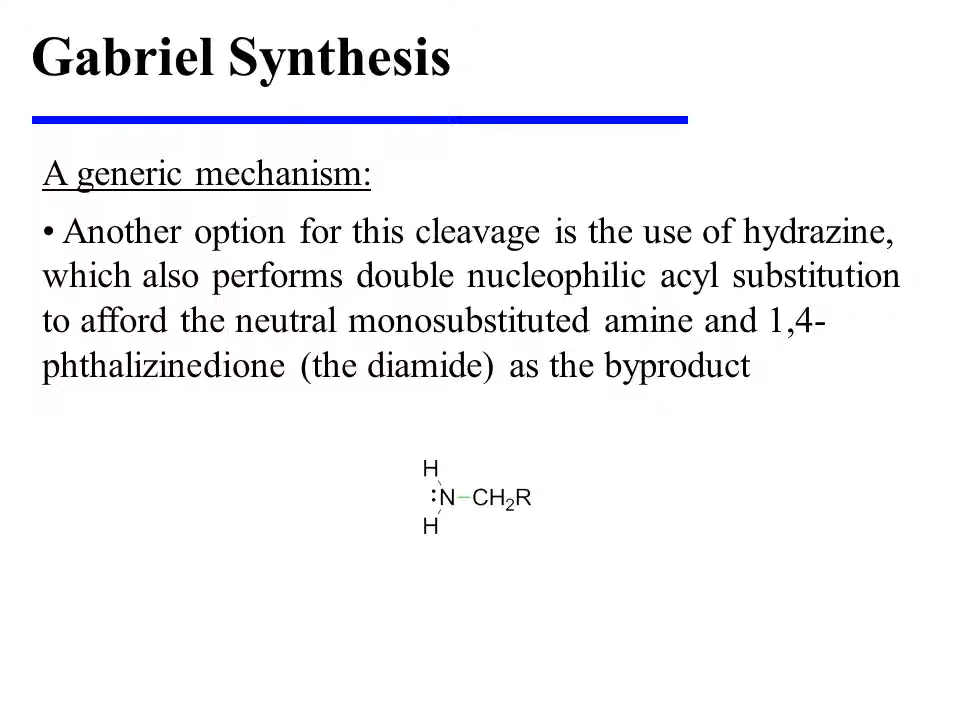 Gabriel Synthesis
A generic mechanism:
• Another option for this cleavage is the use of hydrazine,
which also performs double nucleophilic acyl substitution
to afford the neutral monosubstituted amine and 1,4-
phthalizinedione (the diamide) as the byproduct
H
:N–CH₂R
H